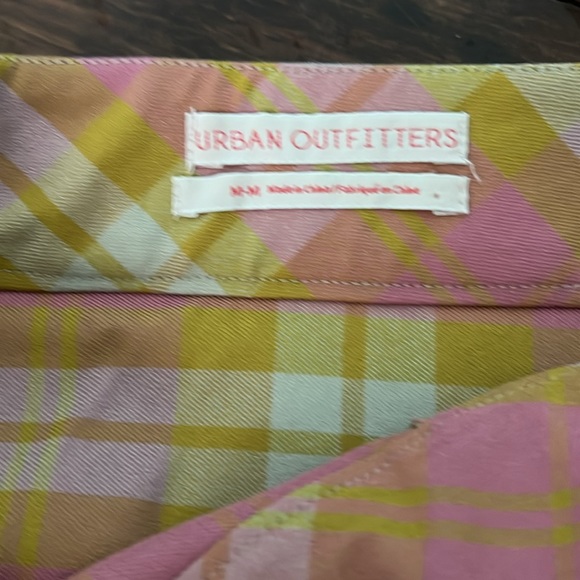 URBAN OUTFITTERS
M-M Made in China/Fabriqué en Chine